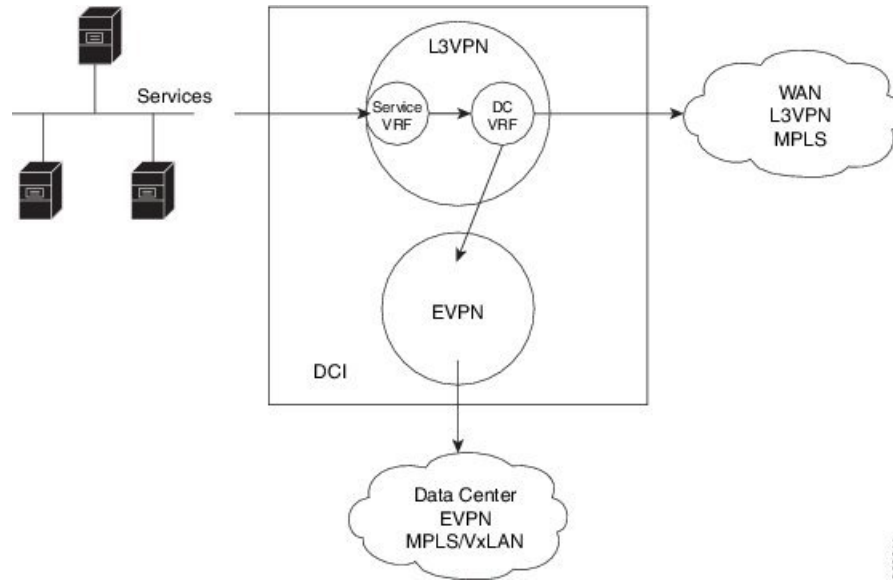 L3VPN
Services
Service
VRF
DC
VRF
WAN
L3VPN
MPLS
EVPN
DCI
Data Center
EVPN
MPLS/VxLAN